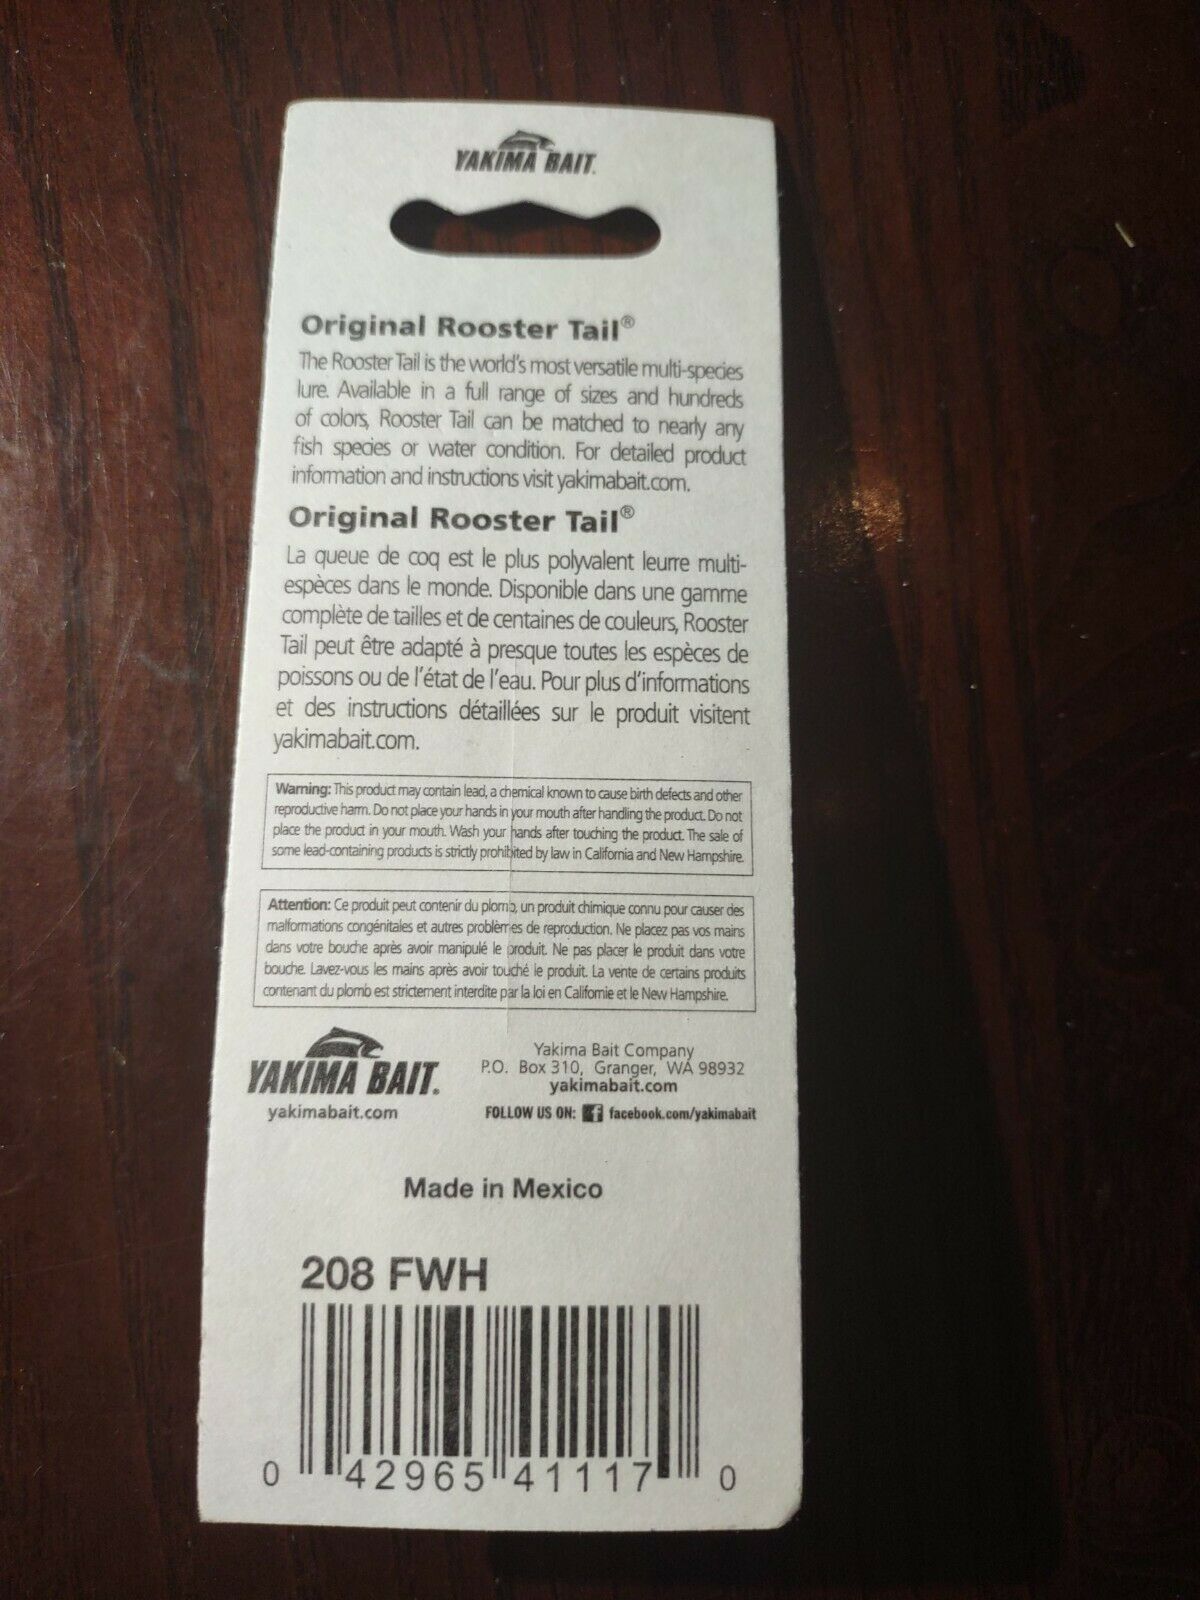 YAKIMA BAIT.
Original Rooster Tail®
The Rooster Tail is the world's most versatile multi-species
lure. Available in a full range of sizes and hundreds
of colors, Rooster Tail can be matched to nearly any
fish species or water condition. For detailed product
information and instructions visit yakimabait.com.
Original Rooster Tail®
La queue de coq est le plus polyvalent leurre multi-
espèces dans le monde. Disponible dans une gamme
complète de tailles et de centaines de couleurs, Rooster
Tail peut être adapté à presque toutes les espèces de
poissons ou de l'état de l'eau. Pour plus d'informations
et des instructions détaillées sur le produit visitent
yakimabait.com.
Warning: This product may contain lead, a chemical known to cause birth defects and other
reproductive harm. Do not place your hands in your mouth after handling the product. Do not
place the product in your mouth. Wash your hands after touching the product. The sale of
some lead-containing products is strictly prohibited by law in California and New Hampshire.
Attention: Ce produit peut contenir du plomb, un produit chimique connu pour causer des
malformations congénitales et autres problèmes de reproduction. Ne placez pas vos mains
dans votre bouche après avoir manipulé le produit. Ne pas placer le produit dans votre
bouche. Lavez-vous les mains après avoir touché le produit. La vente de certains produits
contenant du plomb est strictement interdite par la loi en Californie et le New Hampshire.
YAKIMA BAIT.
yakimabait.com
Yakima Bait Company
P.O. Box 310, Granger, WA 98932
yakimabait.com
FOLLOW US ON: f facebook.com/yakimabait
Made in Mexico
208 FWH
0 42965 41117 0